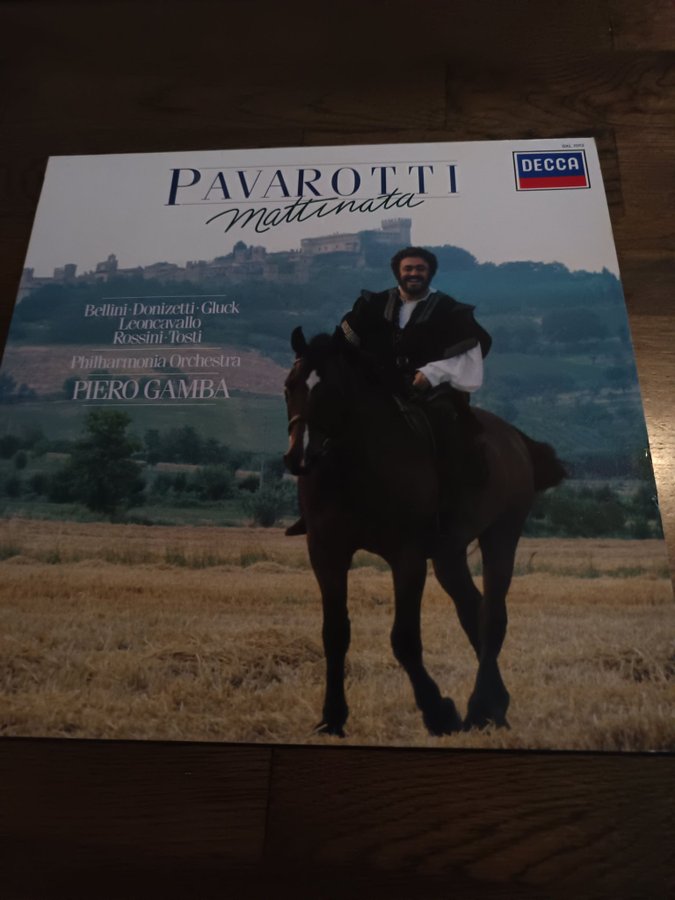 PAVAROTTI
Mattinata
DECCA
Bellini · Donizetti · Gluck
Leoncavallo
Rossini · Tosti
Philharmonia Orchestra
PIERO GAMBA